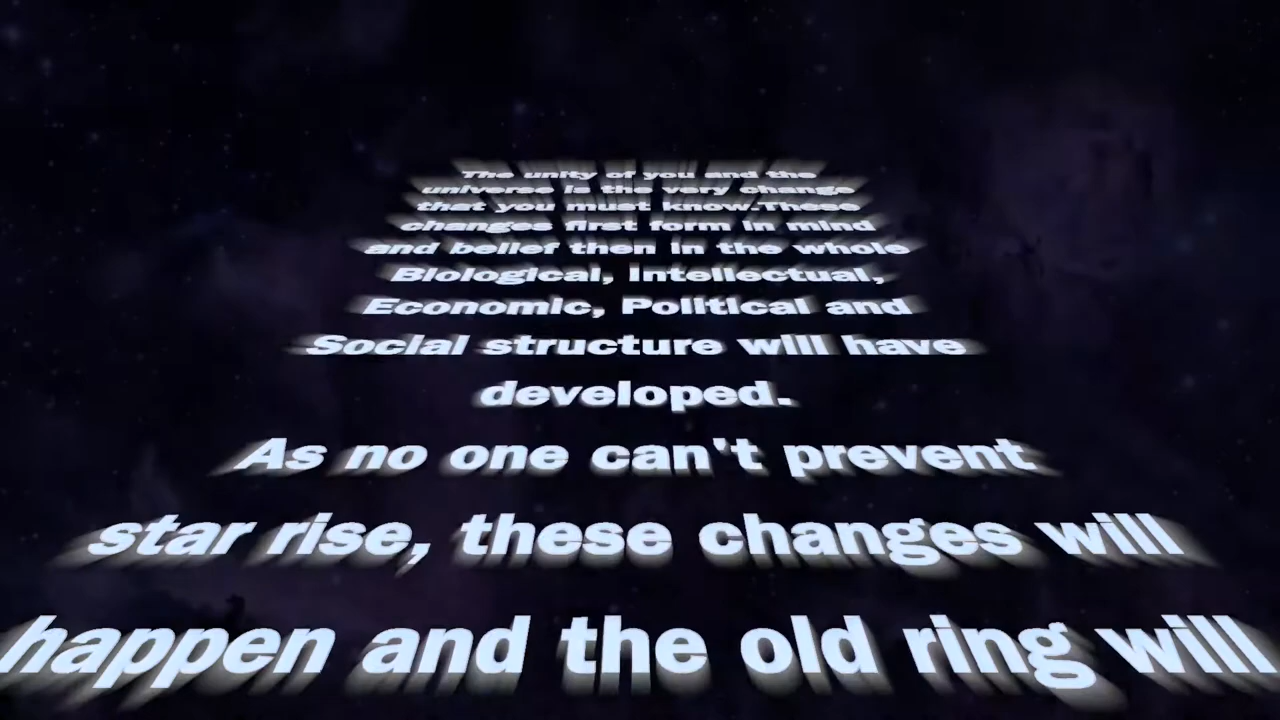 The unity of you and the
universe is the very change
that you must know.These
changes first form in mind
and belief then in the whole
Biological, Intellectual,
Economic, Political and
Social structure will have
developed.
As no one can't prevent
star rise, these changes will
happen and the old ring will